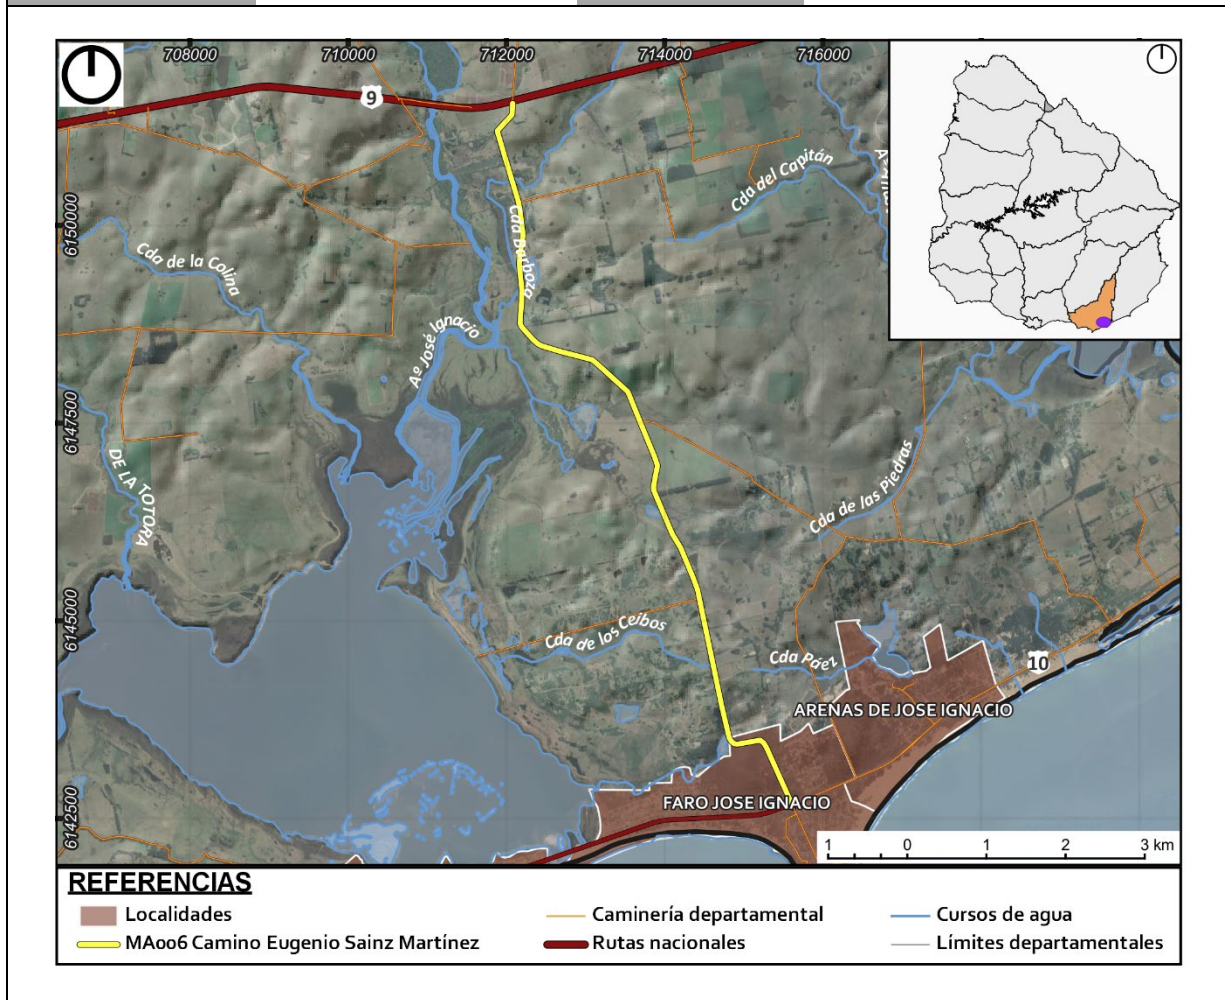 708000
710000
712000
714000
716000
9
6150000
6147500
6145000
6142500
Cda del Capitán
Cda Barboza
Cda de la Colina
Aº José Ignacio
DE LA TOTORA
Cda de las Piedras
Cda de los Ceibos
Cda Páez
10
ARENAS DE JOSE IGNACIO
FARO JOSE IGNACIO
1 0 1 2 3 km
REFERENCIAS
Localidades
Caminería departamental
Cursos de agua
MA006 Camino Eugenio Sainz Martínez
Rutas nacionales
Límites departamentales